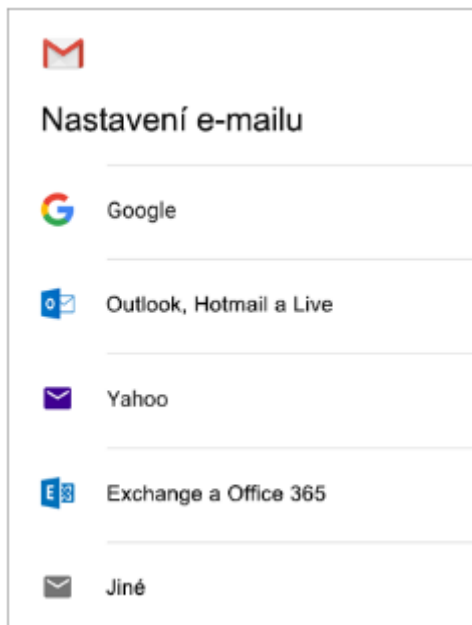 Nastavení e-mailu
Google
Outlook, Hotmail a Live
Yahoo
Exchange a Office 365
Jiné